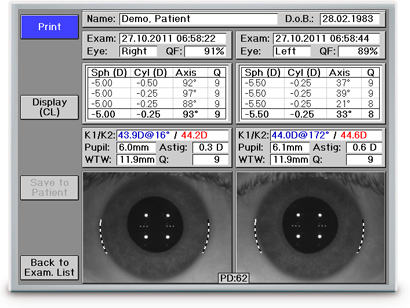 Print
Name: Demo, Patient D.o.B.: 28.02.1983
Exam: 27.10.2011 06:58:22
Eye: Right QF: 91%
Exam: 27.10.2011 06:58:44
Eye: Left QF: 89%
Sph (D) Cyl (D) Axis Q
-5.00 -0.50 92° 9
-5.00 -0.25 97° 9
-5.00 -0.25 88° 9
-5.00 -0.25 93° 9
Sph (D) Cyl (D) Axis Q
-5.50 -0.25 37° 9
-5.50 -0.25 39° 9
-5.50 -0.25 21° 8
-5.50 -0.25 33° 8
Display
(CL)
K1/K2: 43.9D@16° / 44.2D
Pupil: 6.0mm Astig: 0.3 D
WTW: 11.9mm Q: 9
K1/K2: 44.0D@172° / 44.6D
Pupil: 6.1mm Astig: 0.6 D
WTW: 11.9mm Q: 9
Save to
Patient
Back to
Exam. List
PD:62